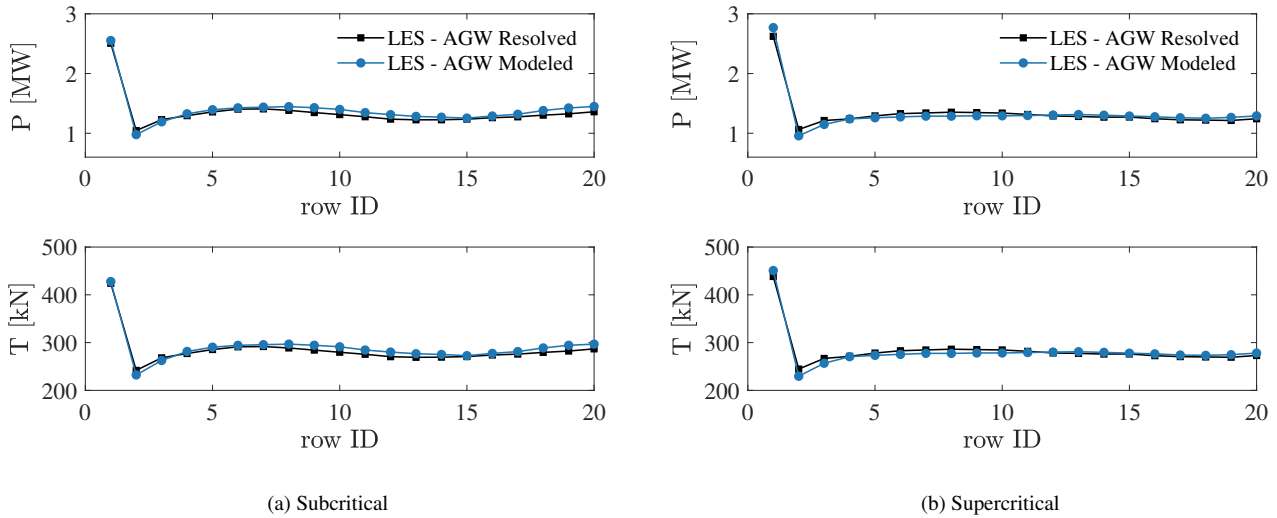 3
2
1
P [MW]
LES - AGW Resolved
LES - AGW Modeled
0 5 10 15 20
row ID
500
400
300
200
T [kN]
0 5 10 15 20
row ID
(a) Subcritical
3
2
1
P [MW]
LES - AGW Resolved
LES - AGW Modeled
0 5 10 15 20
row ID
500
400
300
200
T [kN]
0 5 10 15 20
row ID
(b) Supercritical